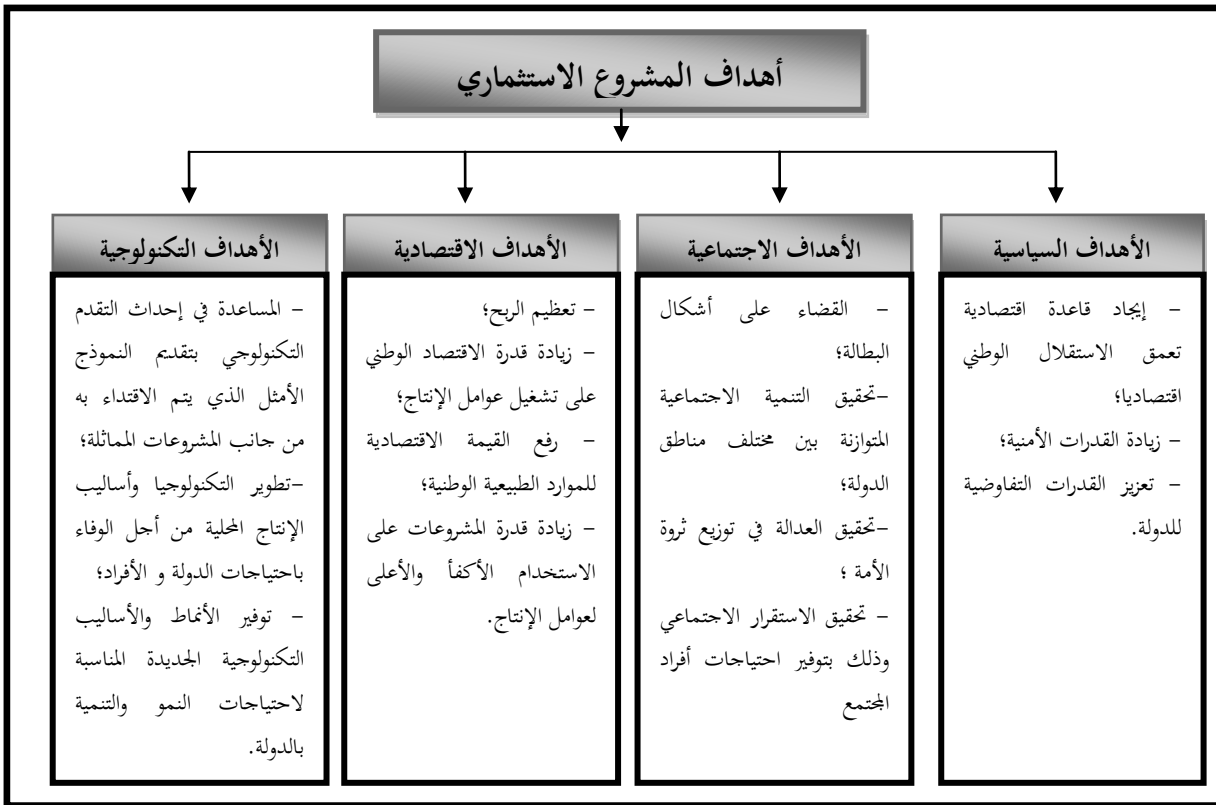 أهداف المشروع الاستثماري
الأهداف السياسية
– إيجاد قاعدة اقتصادية
تعمق الاستقلال الوطني
اقتصاديا؛
– زيادة القدرات الأمنية؛
– تعزيز القدرات التفاوضية
للدولة.
الأهداف الاجتماعية
– القضاء على أشكال
البطالة؛
–تحقيق التنمية الاجتماعية
المتوازنة بين مختلف مناطق
الدولة؛
–تحقيق العدالة في توزيع ثروة
الأمة ؛
– تحقيق الاستقرار الاجتماعي
وذلك بتوفير احتياجات أفراد
المجتمع
الأهداف الاقتصادية
– تعظيم الربح؛
– زيادة قدرة الاقتصاد الوطني
على تشغيل عوامل الإنتاج؛
– رفع القيمة الاقتصادية
للموارد الطبيعية الوطنية؛
– زيادة قدرة المشروعات على
الاستخدام الأكفأ والأعلى
لعوامل الإنتاج.
الأهداف التكنولوجية
– المساعدة في إحداث التقدم
التكنولوجي بتقديم النموذج
الأمثل الذي يتم الاقتداء به
من جانب المشروعات المماثلة؛
–تطوير التكنولوجيا وأساليب
الإنتاج المحلية من أجل الوفاء
باحتياجات الدولة و الأفراد؛
– توفير الأنماط والأساليب
التكنولوجية الجديدة المناسبة
لاحتياجات النمو والتنمية
بالدولة.